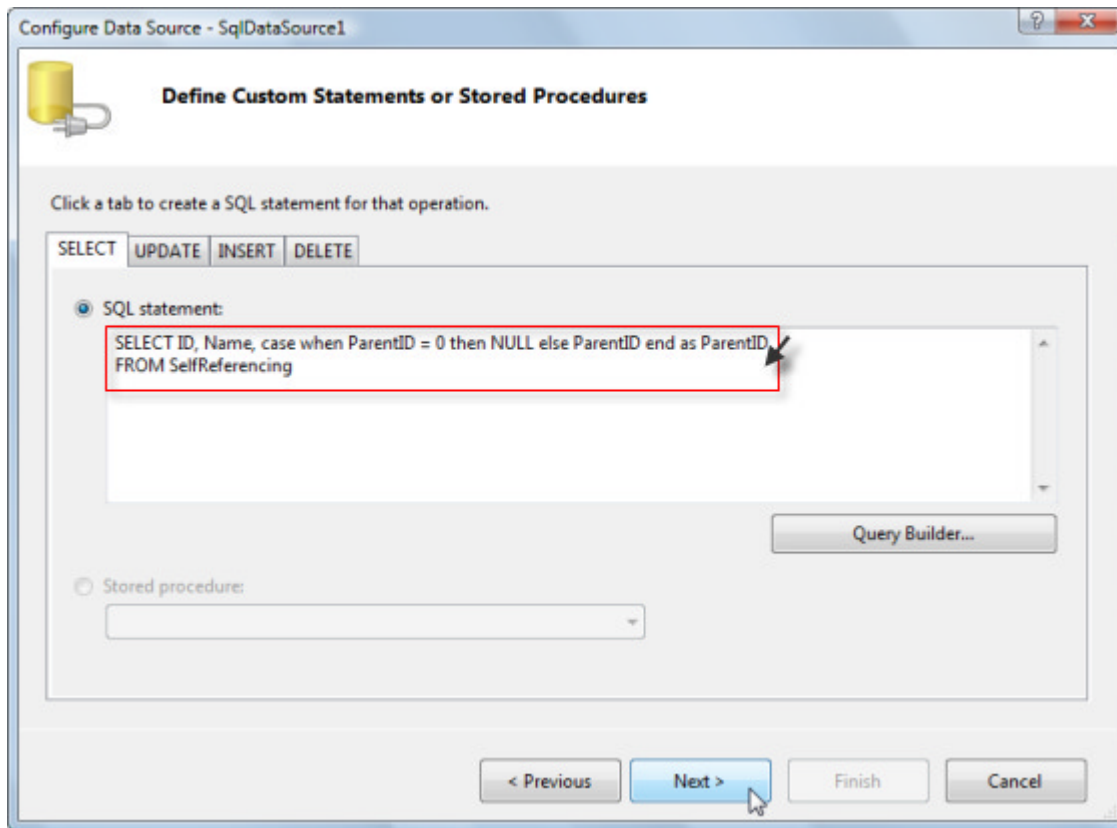 Configure Data Source - SqlDataSource1
Define Custom Statements or Stored Procedures
Click a tab to create a SQL statement for that operation.
SELECT UPDATE INSERT DELETE
SQL statement:
SELECT ID, Name, case when ParentID = 0 then NULL else ParentID end as ParentID
FROM SelfReferencing
Query Builder...
Stored procedure:
< Previous Next > Finish Cancel